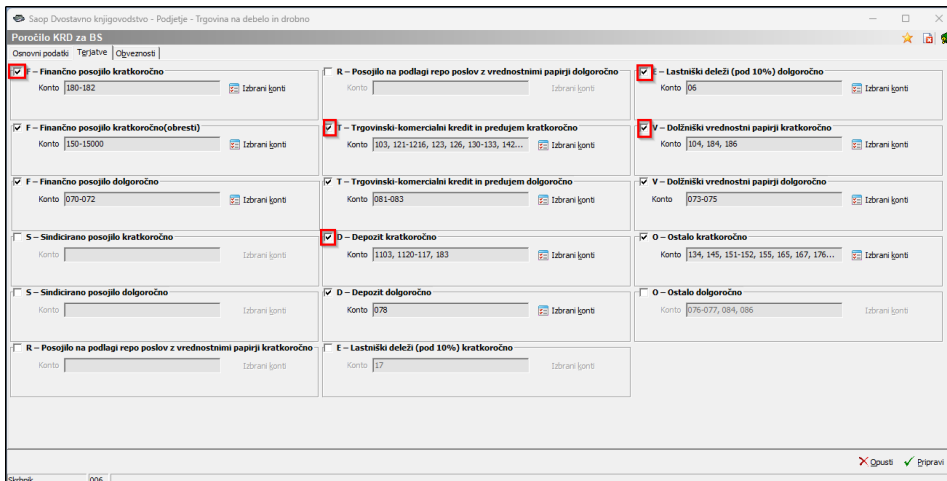 Saop Dvostavno knjigovodstvo - Podjetje - Trgovina na debelo in drobno
Poročilo KRD za BS
Osnovni podatki Terjatve Obveznosti
F – Finančno posojilo kratkoročno
Konto 180-182 Izbrani konti
R – Posojilo na podlagi repo poslov z vrednostnimi papirji dolgoročno
Konto Izbrani konti
E – Lastniški deleži (pod 10%) dolgoročno
Konto 06 Izbrani konti
F – Finančno posojilo kratkoročno(obresti)
Konto 150-15000 Izbrani konti
T – Trgovinski-komercialni kredit in predujem kratkoročno
Konto 103, 121-1216, 123, 126, 130-133, 142... Izbrani konti
V – Dolžniški vrednostni papirji kratkoročno
Konto 104, 184, 186 Izbrani konti
F – Finančno posojilo dolgoročno
Konto 070-072 Izbrani konti
T – Trgovinski-komercialni kredit in predujem dolgoročno
Konto 081-083 Izbrani konti
V – Dolžniški vrednostni papirji dolgoročno
Konto 073-075 Izbrani konti
S – Sindicirano posojilo kratkoročno
Konto Izbrani konti
D – Depozit kratkoročno
Konto 1103, 1120-117, 183 Izbrani konti
O – Ostalo kratkoročno
Konto 134, 145, 151-152, 155, 165, 167, 176... Izbrani konti
S – Sindicirano posojilo dolgoročno
Konto Izbrani konti
D – Depozit dolgoročno
Konto 078 Izbrani konti
O – Ostalo dolgoročno
Konto 076-077, 084, 086 Izbrani konti
R – Posojilo na podlagi repo poslov z vrednostnimi papirji kratkoročno
Konto Izbrani konti
E – Lastniški deleži (pod 10%) kratkoročno
Konto 17 Izbrani konti
Opusti Pripravi
Skrbnik 006